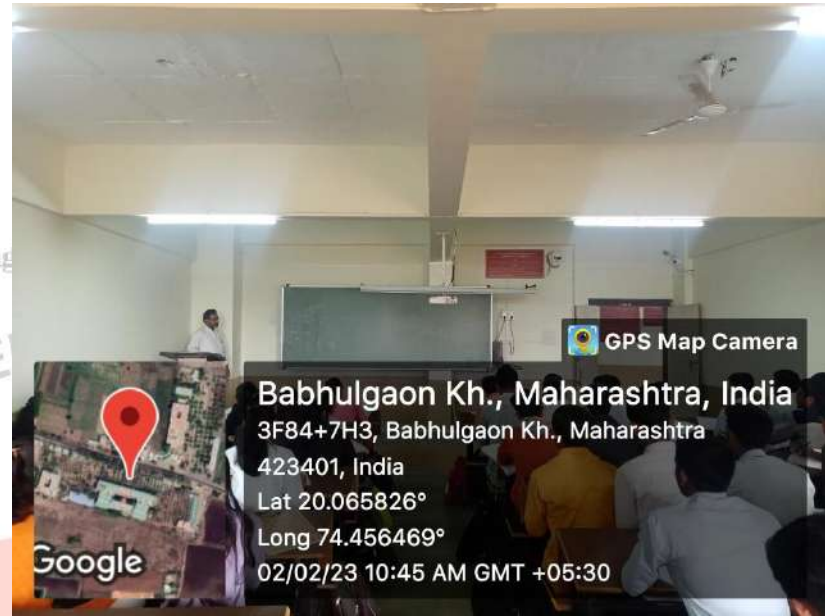 GPS Map Camera
Babhulgaon Kh., Maharashtra, India
3F84+7H3, Babhulgaon Kh., Maharashtra
423401, India
Lat 20.065826°
Long 74.456469°
02/02/23 10:45 AM GMT +05:30
Google